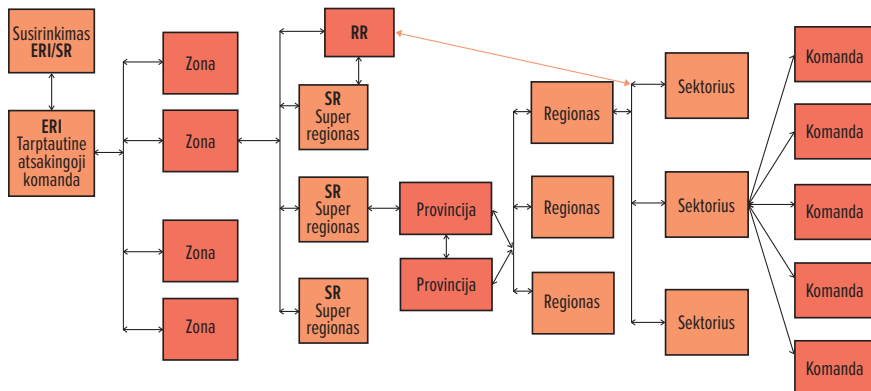 Susirinkimas
ERI/SR
ERI
Tarptautine
atsakingoji
komanda
Zona
Zona
Zona
Zona
RR
SR
Super
regionas
SR
Super
regionas
SR
Super
regionas
Provincija
Provincija
Regionas
Regionas
Regionas
Sektorius
Sektorius
Sektorius
Komanda
Komanda
Komanda
Komanda
Komanda